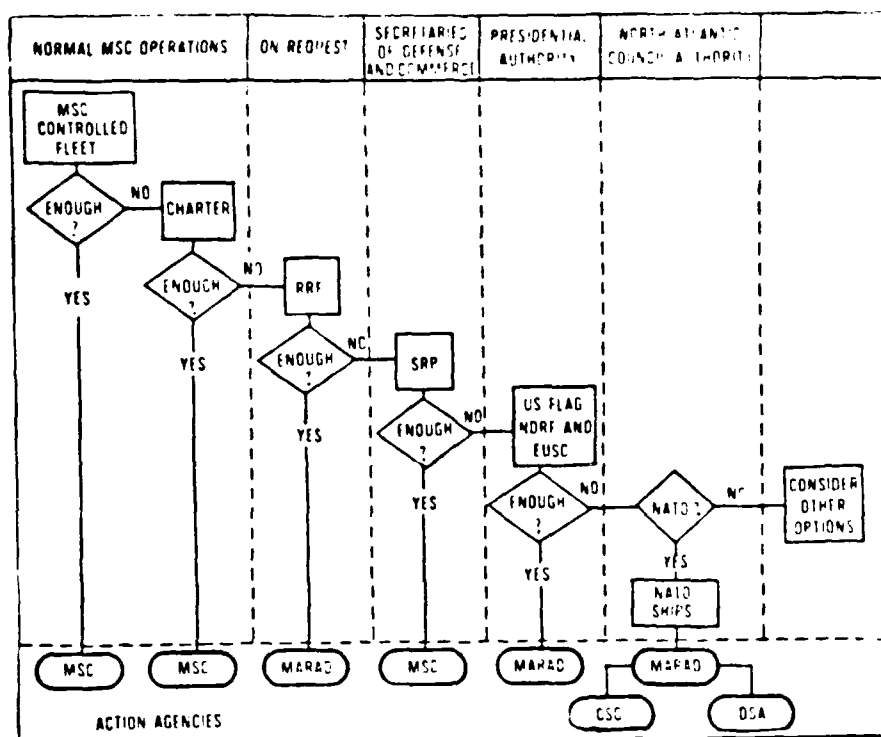 NORMAL MSC OPERATIONS
ON REQUEST
SECRETARIES
OF DEFENSE
AND COMMERCE
PRESIDENTIAL
AUTHORITY
NORTH ATLANTIC
COUNCIL AUTHORITY
MSC
CONTROLLED
FLEET
ENOUGH
?
NO
CHARTER
YES
ENOUGH
?
NO
RRF
YES
ENOUGH
?
NO
SRP
YES
ENOUGH
?
NO
US FLAG
NDRF AND
EUSC
YES
ENOUGH
?
NO
NATO ?
NO
CONSIDER
OTHER
OPTIONS
YES
YES
NATO
SHIPS
MSC
MSC
MARAD
MSC
MARAD
MARAD
CSC
DSA
ACTION AGENCIES